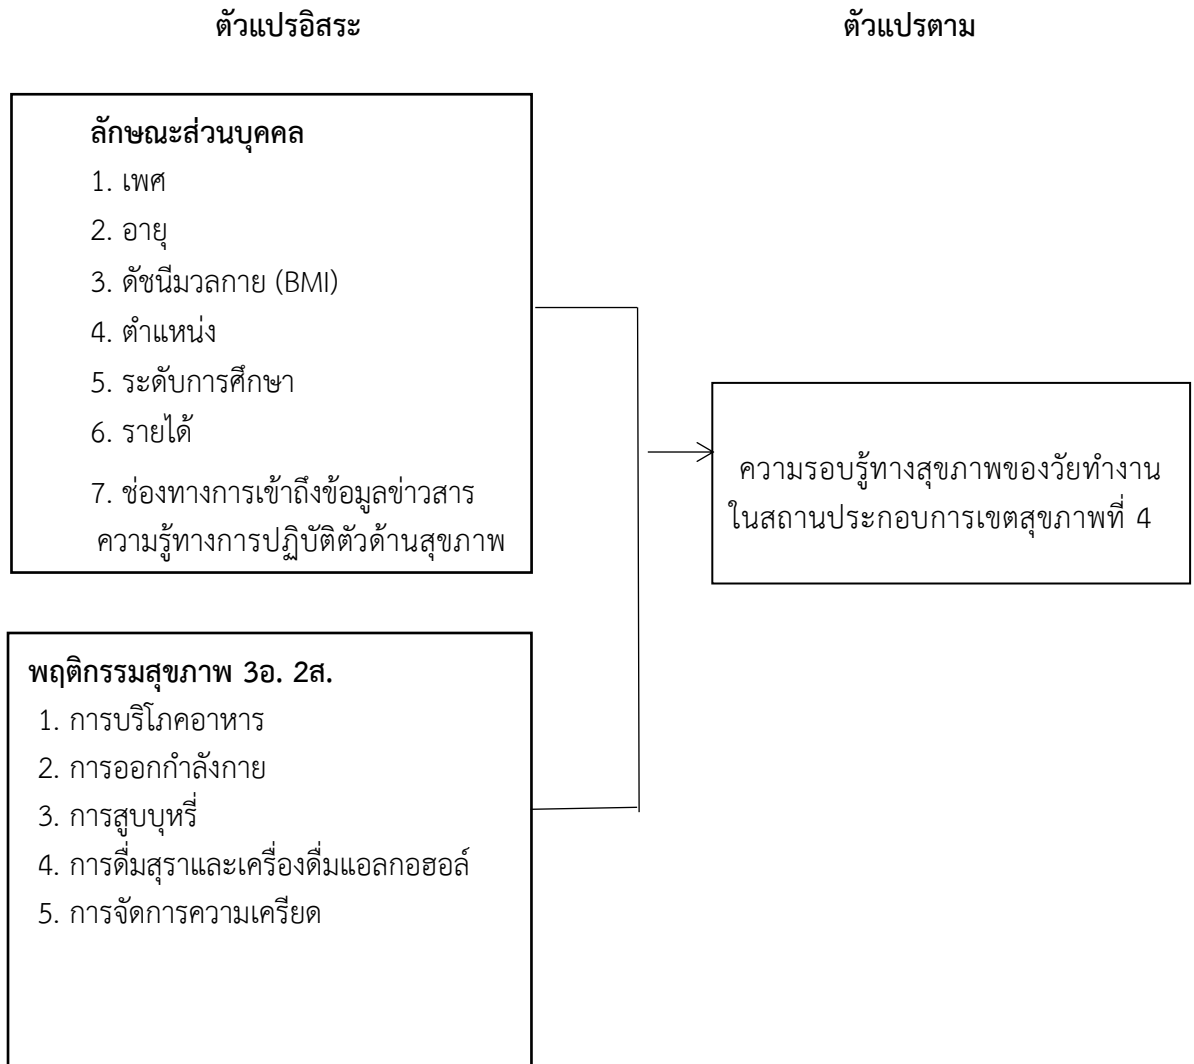 ตัวแปรอิสระ
ตัวแปรตาม
ลักษณะส่วนบุคคล
1. เพศ
2. อายุ
3. ดัชนีมวลกาย (BMI)
4. ตำแหน่ง
5. ระดับการศึกษา
6. รายได้
7. ช่องทางการเข้าถึงข้อมูลข่าวสาร
ความรู้ทางการปฏิบัติตัวด้านสุขภาพ
พฤติกรรมสุขภาพ 3อ. 2ส.
1. การบริโภคอาหาร
2. การออกกำลังกาย
3. การสูบบุหรี่
4. การดื่มสุราและเครื่องดื่มแอลกอฮอล์
5. การจัดการความเครียด
ความรอบรู้ทางสุขภาพของวัยทำงาน
ในสถานประกอบการเขตสุขภาพที่ 4